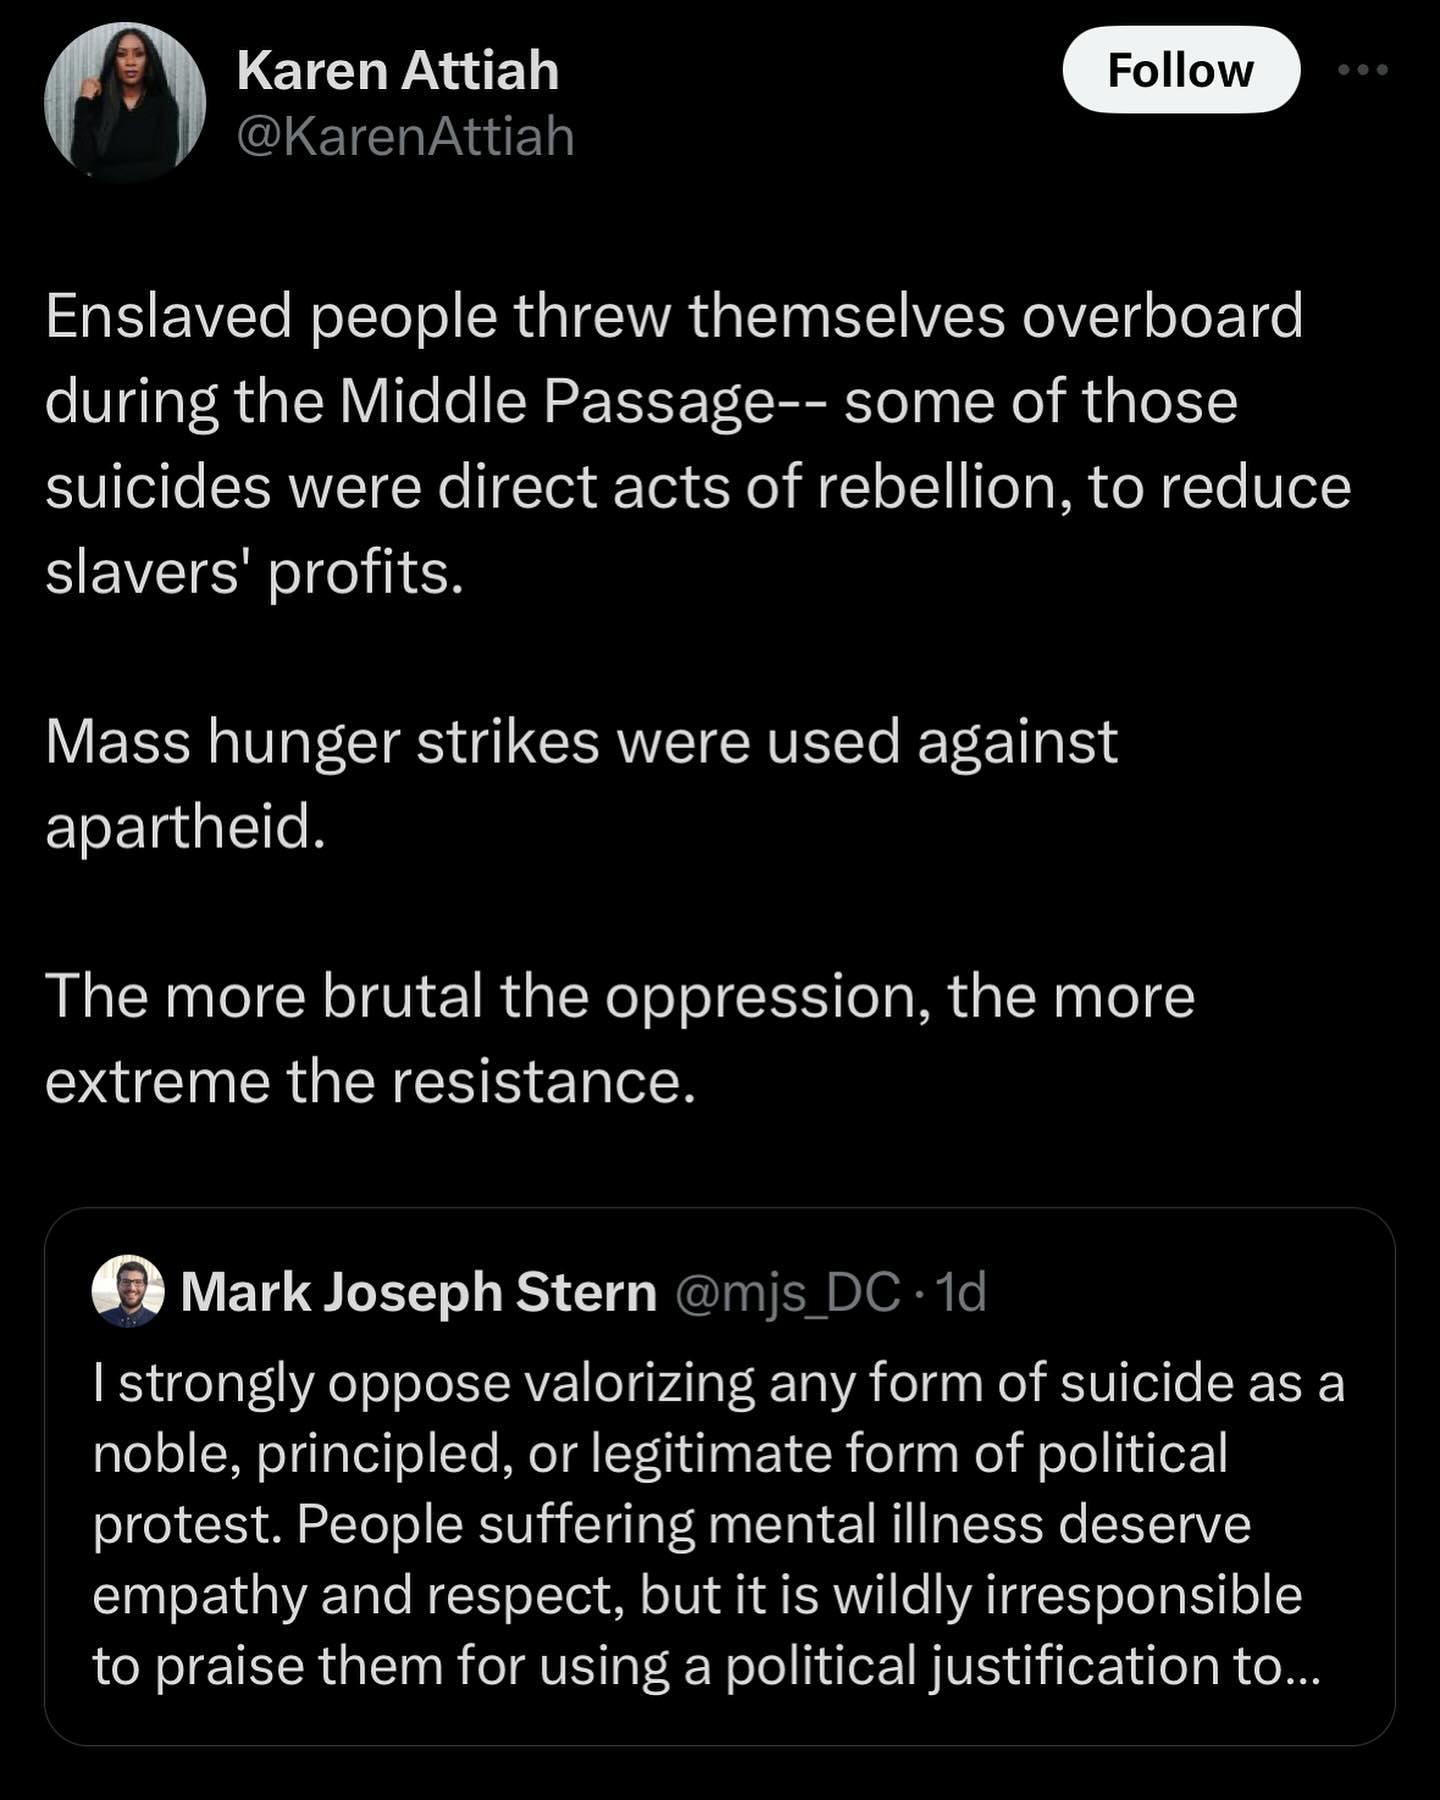 Karen Attiah
@KarenAttiah
Follow
Enslaved people threw themselves overboard
during the Middle Passage-- some of those
suicides were direct acts of rebellion, to reduce
slavers' profits.
Mass hunger strikes were used against
apartheid.
The more brutal the oppression, the more
extreme the resistance.
Mark Joseph Stern @mjs_DC · 1d
I strongly oppose valorizing any form of suicide as a
noble, principled, or legitimate form of political
protest. People suffering mental illness deserve
empathy and respect, but it is wildly irresponsible
to praise them for using a political justification to...